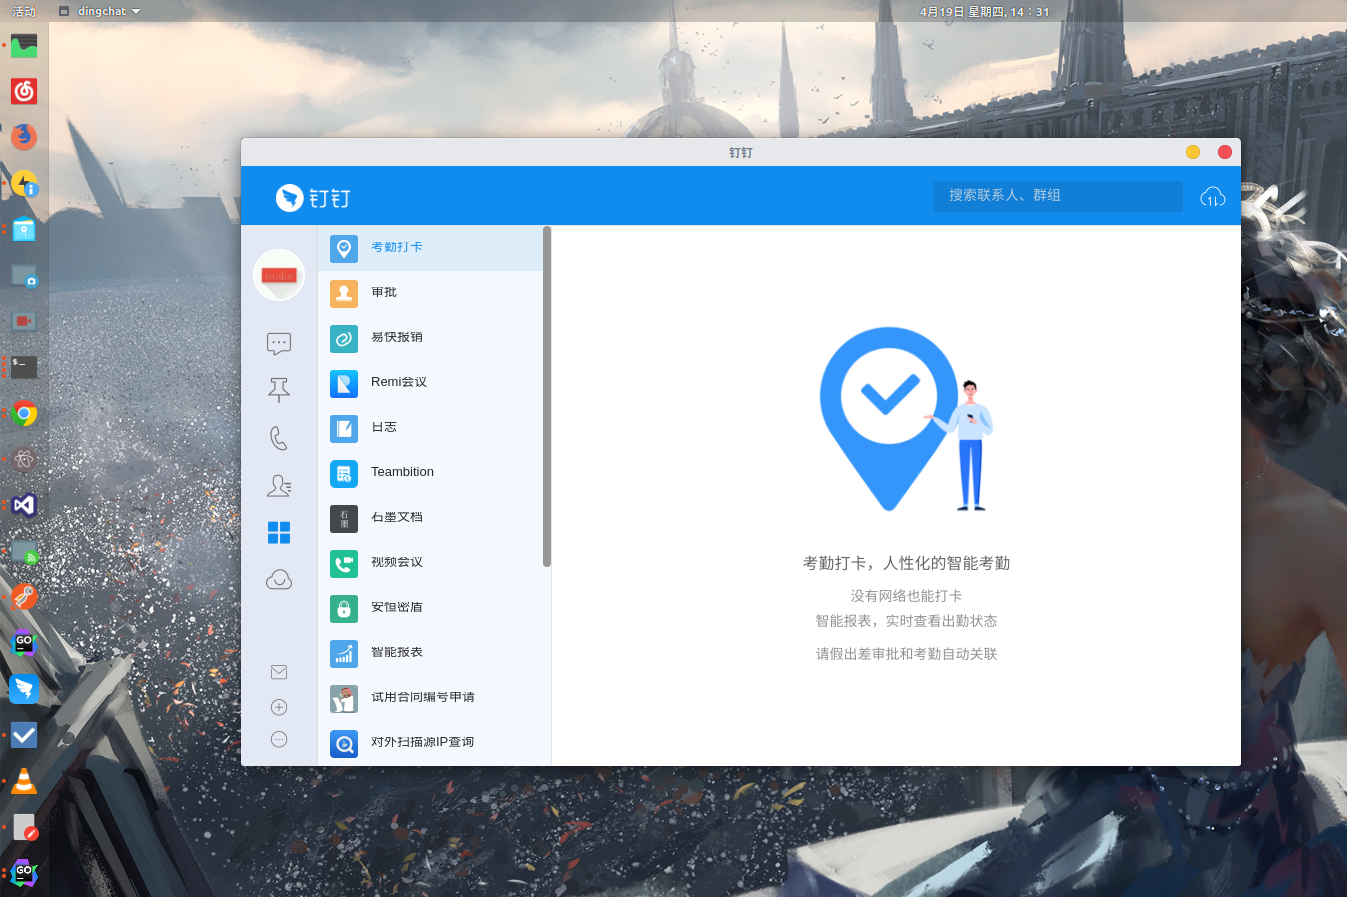 活动
dingchat
4月19日 星期四, 14∶31
钉钉
钉钉
搜索联系人、群组
make
考勤打卡
审批
易快报销
Remi会议
日志
Teambition
石墨
石墨文档
视频会议
安恒密盾
智能报表
试用合同编号申请
对外扫描源IP查询
考勤打卡，人性化的智能考勤
没有网络也能打卡
智能报表，实时查看出勤状态
请假出差审批和考勤自动关联
$_
GO
GO